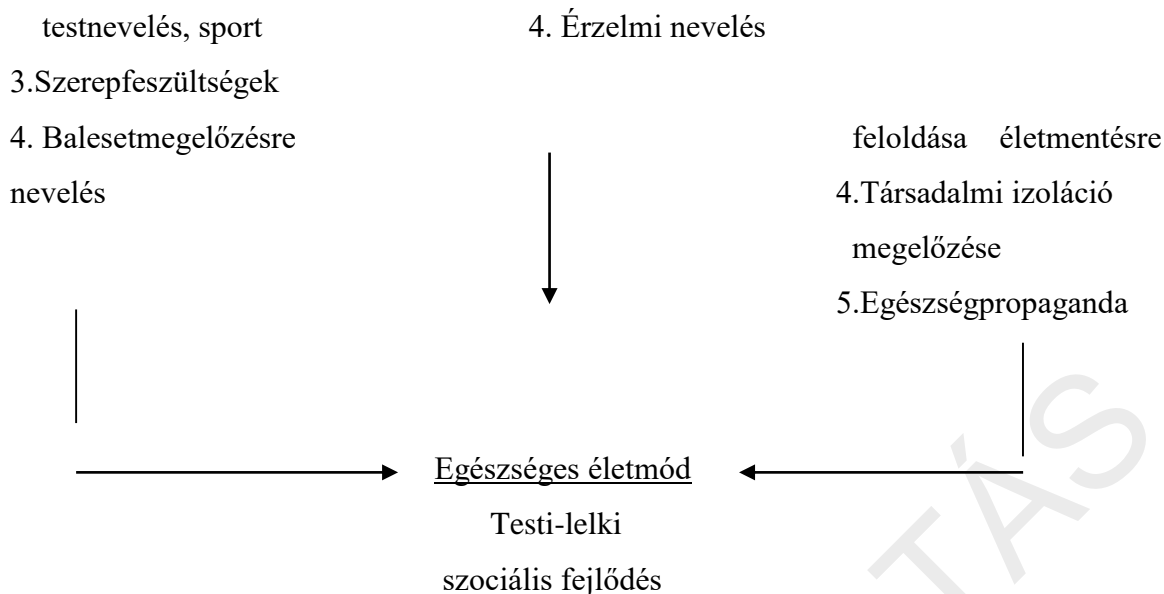 testnevelés, sport
4. Érzelmi nevelés
3.Szerepfeszültségek
4. Balesetmegelőzésre
nevelés
feloldása életmentésre
4.Társadalmi izoláció
megelőzése
5.Egészségpropaganda
Egészséges életmód
Testi-lelki
szociális fejlődés
TÁS